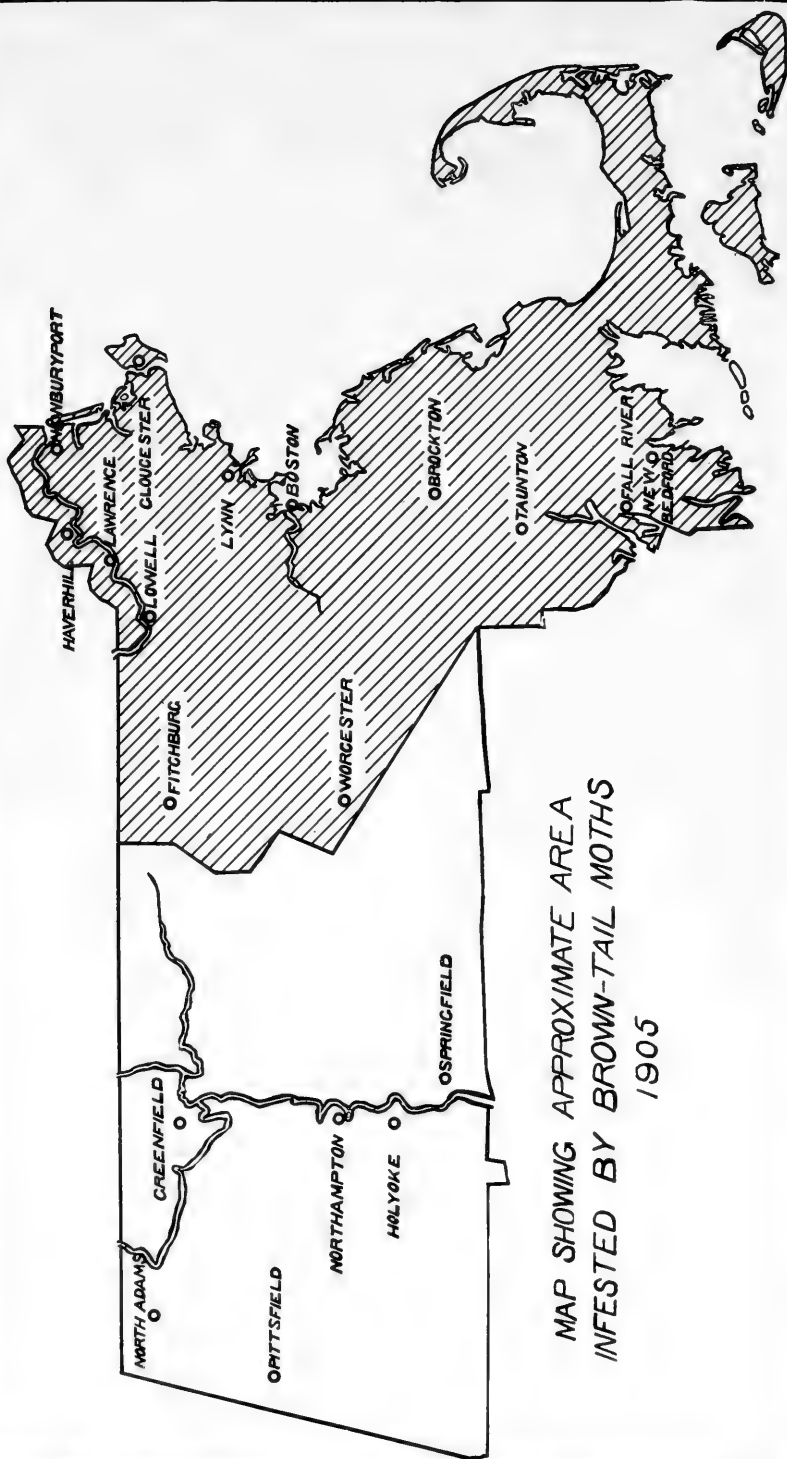 NEWBURYPORT
HAVERHILL
LAWRENCE
GLOUCESTER
LOWELL
LYNN
BOSTON
FITCHBURG
WORCESTER
BROCKTON
TAUNTON
FALL RIVER
NEW
BEDFORD
NORTH ADAMS
GREENFIELD
PITTSFIELD
NORTHAMPTON
HOLYOKE
SPRINGFIELD
MAP SHOWING APPROXIMATE AREA
INFESTED BY BROWN-TAIL MOTHS
1905